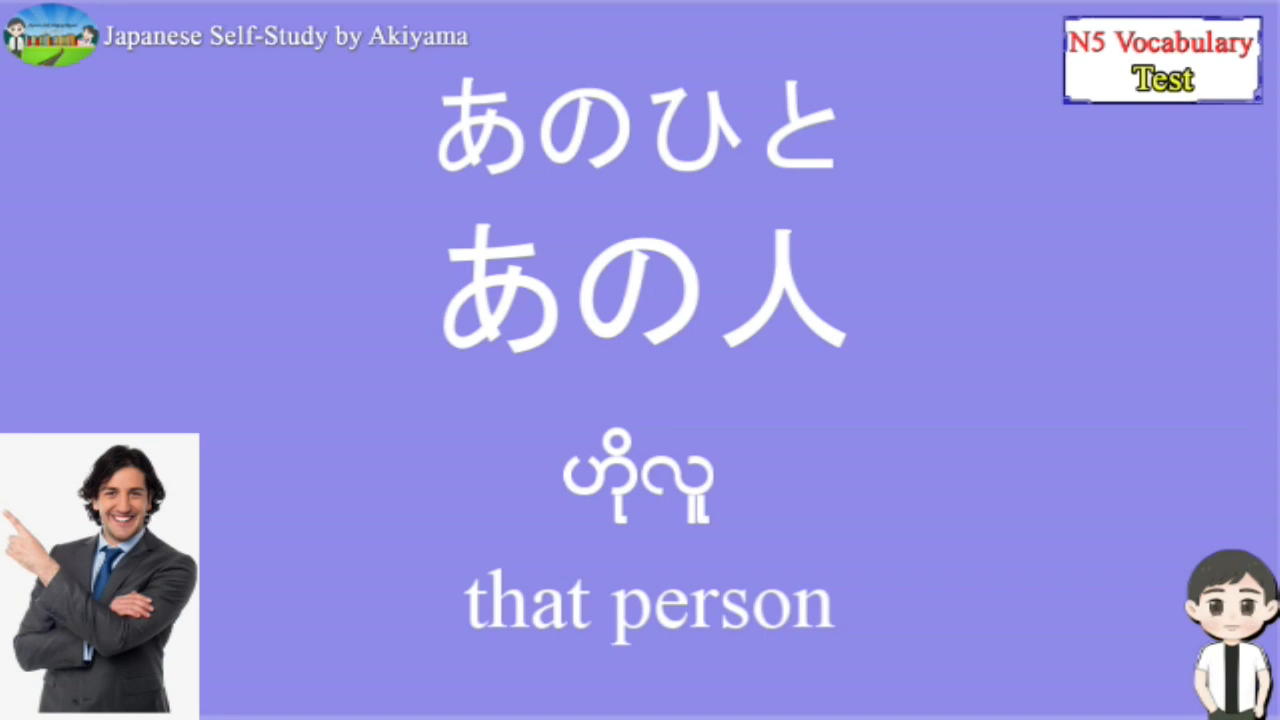 Japanese Self-Study by Akiyama
N5 Vocabulary
Test
あのひと
あの人
ဟိုလူ
that person